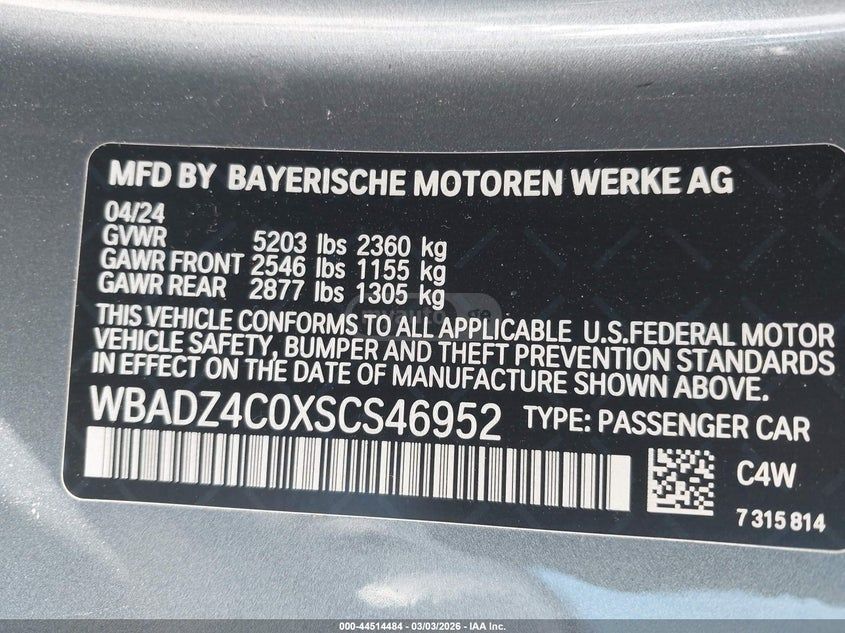 MFD BY BAYERISCHE MOTOREN WERKE AG
04/24
GVWR 5203 lbs 2360 kg
GAWR FRONT 2546 lbs 1155 kg
GAWR REAR 2877 lbs 1305 kg
THIS VEHICLE CONFORMS TO ALL APPLICABLE U.S.FEDERAL MOTOR
VEHICLE SAFETY, BUMPER AND THEFT PREVENTION STANDARDS
IN EFFECT ON THE DATE OF MANUFACTURE SHOWN ABOVE.
WBADZ4C0XSCS46952 TYPE: PASSENGER CAR
C4W
7 315 814
myauto.ge
000-44514484 - 03/03/2026 - IAA Inc.